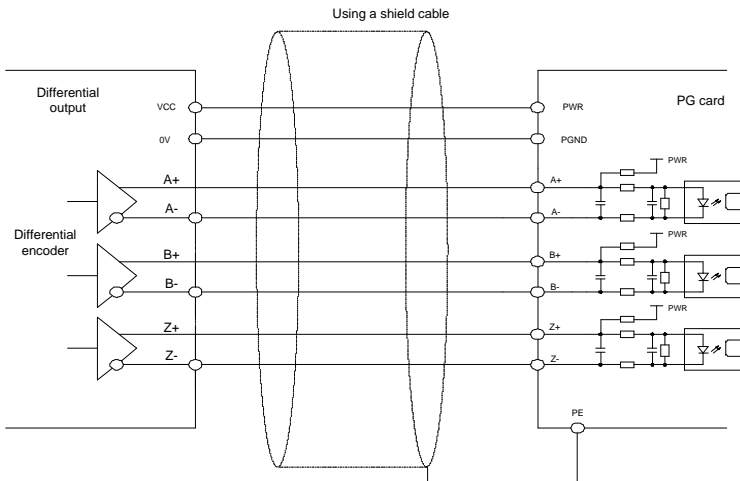 Using a shield cable
Differential
output
PG card
VCC
PWR
0V
PGND
PWR
A+
A+
A-
A-
Differential
encoder
PWR
B+
B+
B-
B-
PWR
Z+
Z+
Z-
Z-
PE